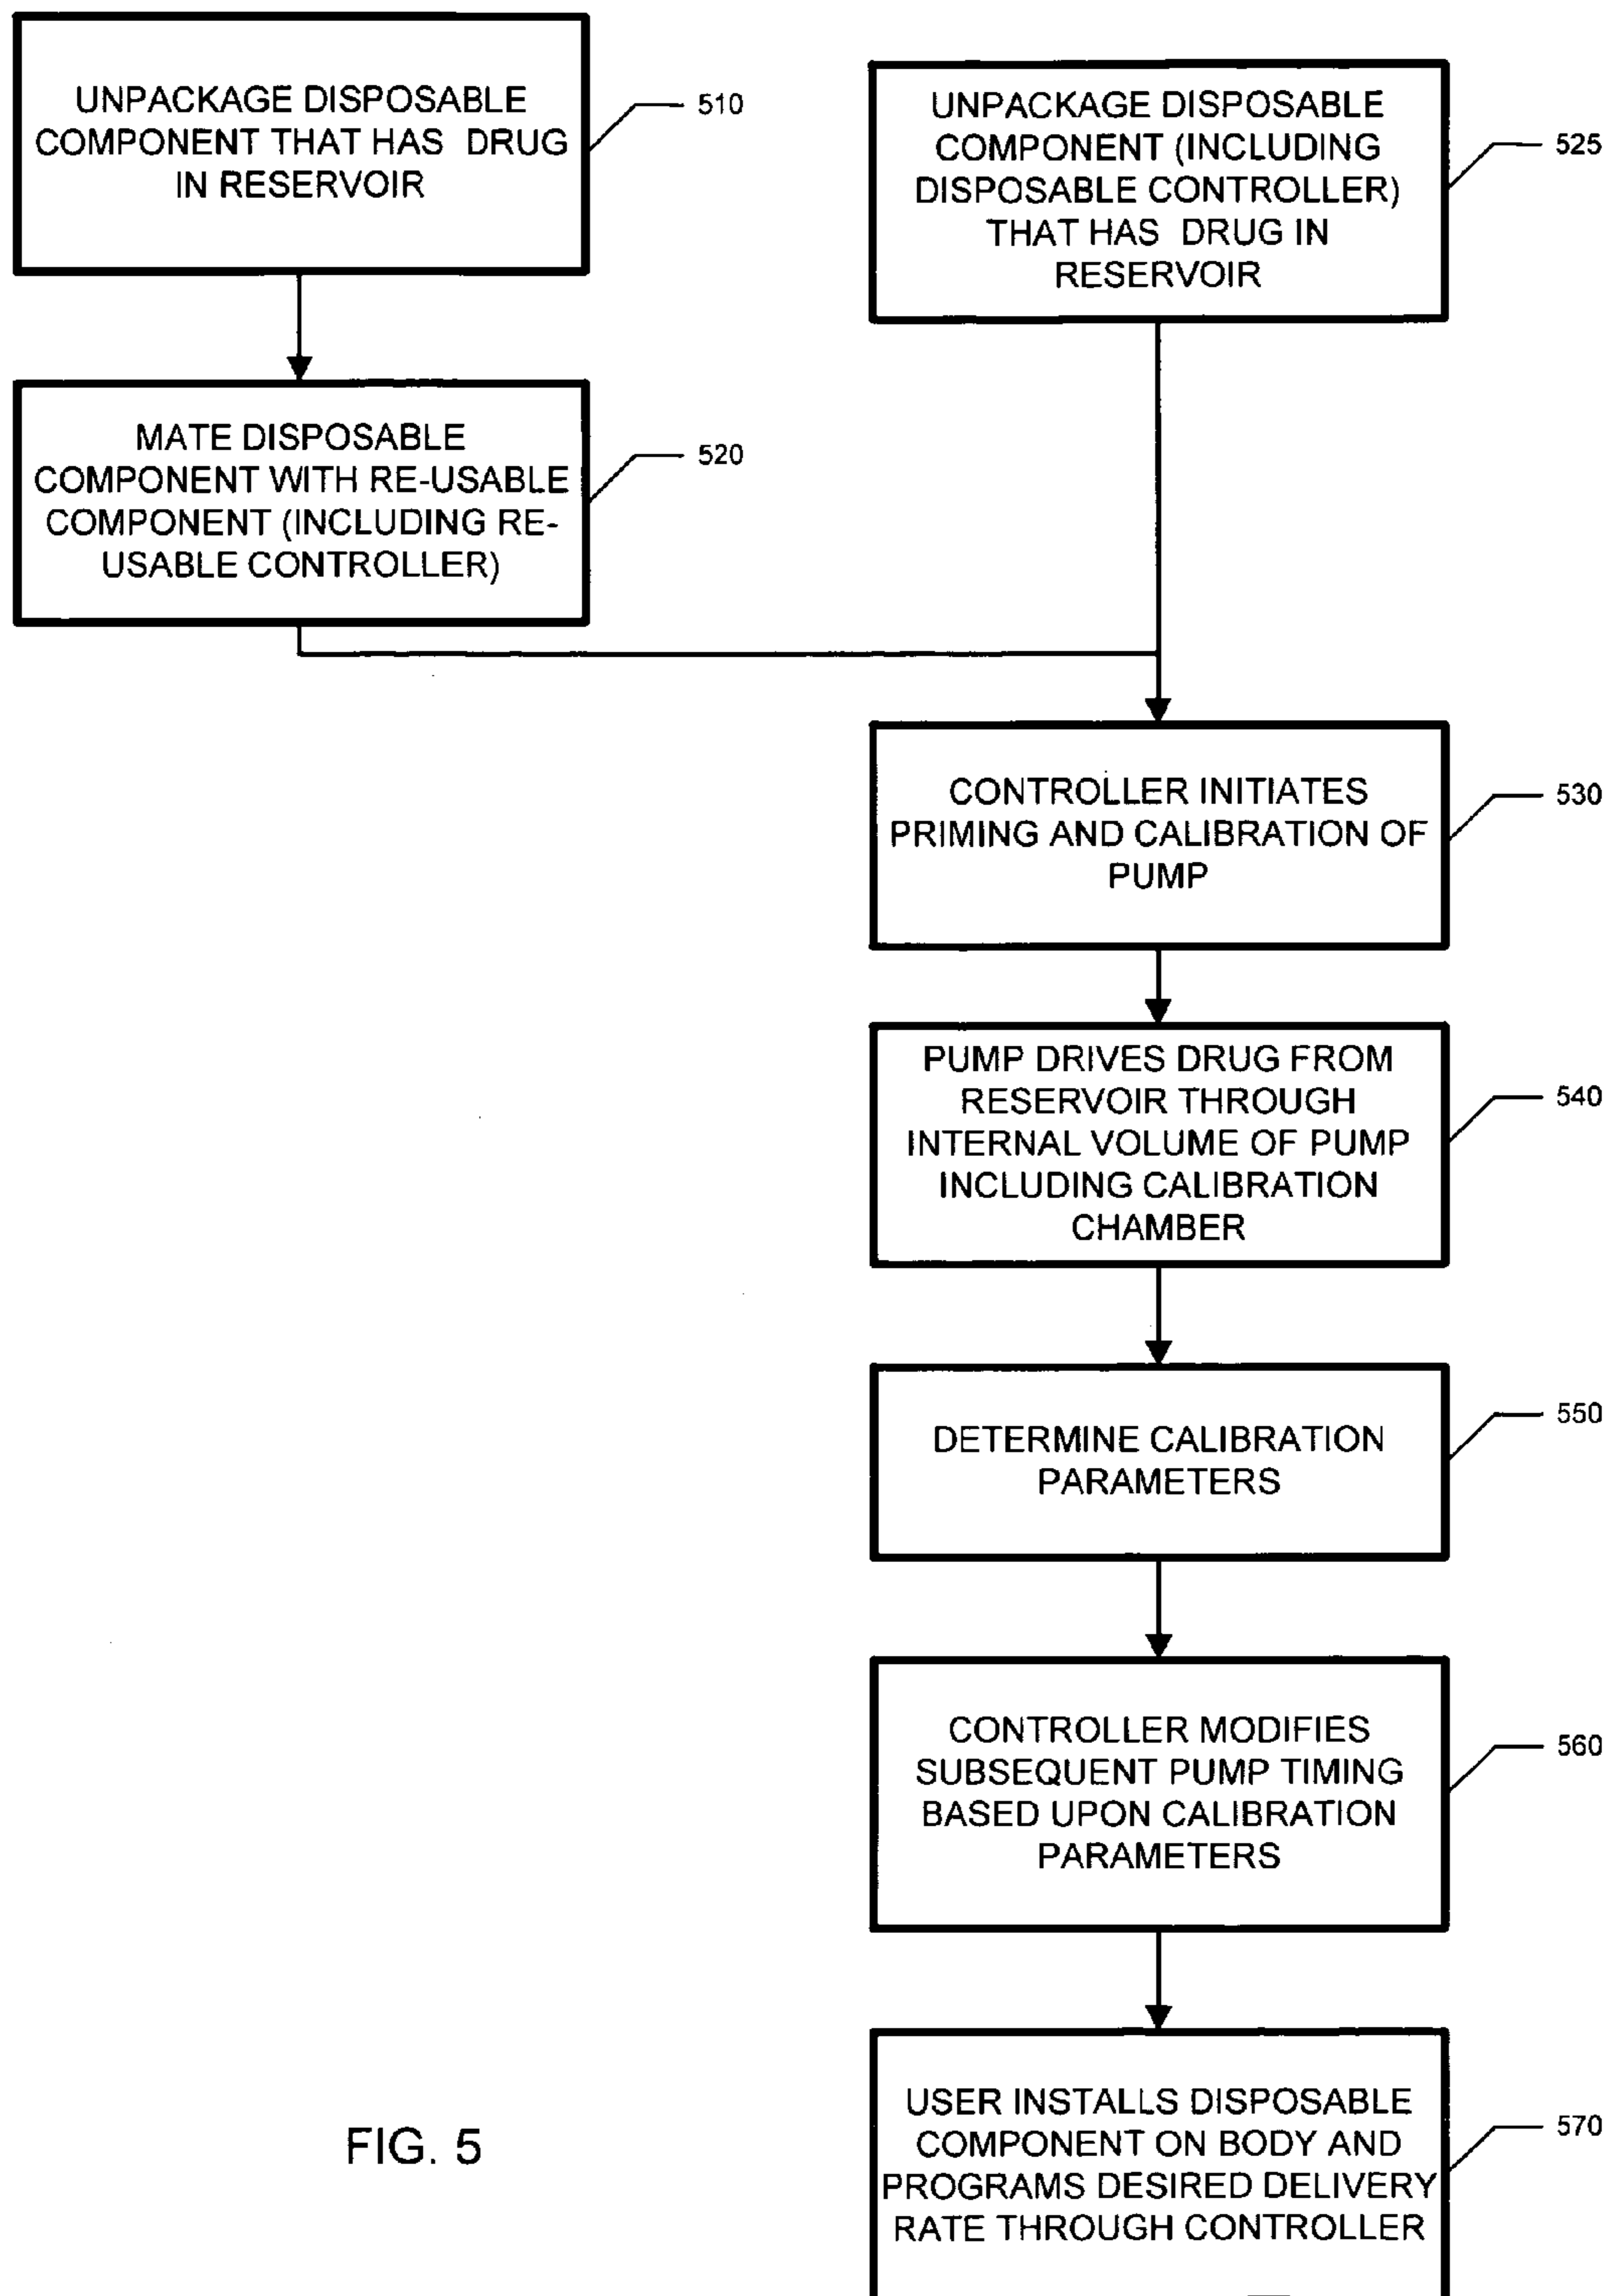 UNPACKAGE DISPOSABLE
COMPONENT THAT HAS DRUG
IN RESERVOIR
510
MATE DISPOSABLE
COMPONENT WITH RE-USABLE
COMPONENT (INCLUDING RE-
USABLE CONTROLLER)
520
UNPACKAGE DISPOSABLE
COMPONENT (INCLUDING
DISPOSABLE CONTROLLER)
THAT HAS DRUG IN
RESERVOIR
525
CONTROLLER INITIATES
PRIMING AND CALIBRATION OF
PUMP
530
PUMP DRIVES DRUG FROM
RESERVOIR THROUGH
INTERNAL VOLUME OF PUMP
INCLUDING CALIBRATION
CHAMBER
540
DETERMINE CALIBRATION
PARAMETERS
550
CONTROLLER MODIFIES
SUBSEQUENT PUMP TIMING
BASED UPON CALIBRATION
PARAMETERS
560
USER INSTALLS DISPOSABLE
COMPONENT ON BODY AND
PROGRAMS DESIRED DELIVERY
RATE THROUGH CONTROLLER
570
FIG. 5